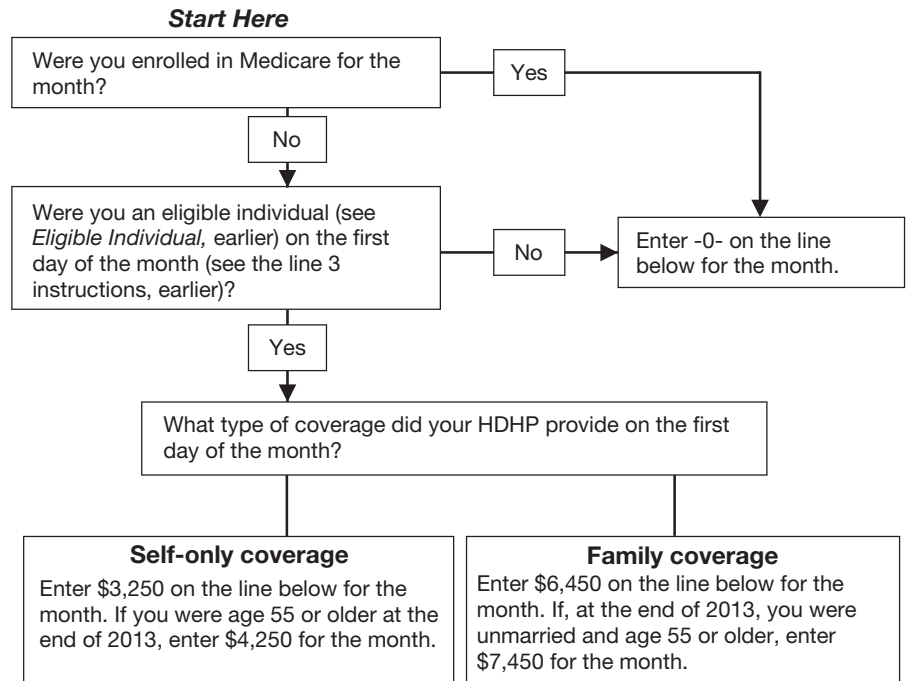 Start Here
Were you enrolled in Medicare for the
month?
Yes
No
Were you an eligible individual (see
Eligible Individual, earlier) on the first
day of the month (see the line 3
instructions, earlier)?
No
Enter -0- on the line
below for the month.
Yes
What type of coverage did your HDHP provide on the first
day of the month?
Self-only coverage
Enter $3,250 on the line below for the
month. If you were age 55 or older at the
end of 2013, enter $4,250 for the month.
Family coverage
Enter $6,450 on the line below for the
month. If, at the end of 2013, you were
unmarried and age 55 or older, enter
$7,450 for the month.